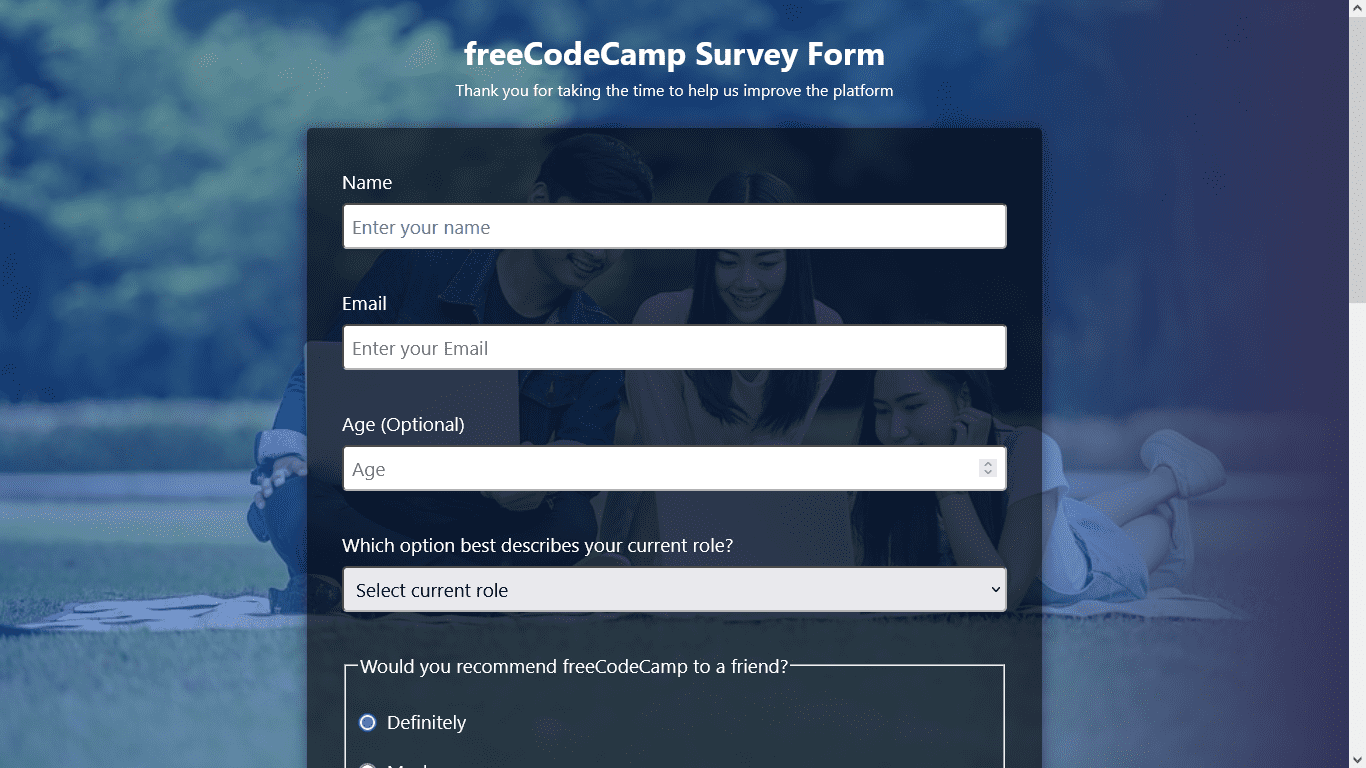 freeCodeCamp Survey Form
Thank you for taking the time to help us improve the platform
Name
Enter your name
Email
Enter your Email
Age (Optional)
Age
Which option best describes your current role?
Select current role
Would you recommend freeCodeCamp to a friend?
Definitely